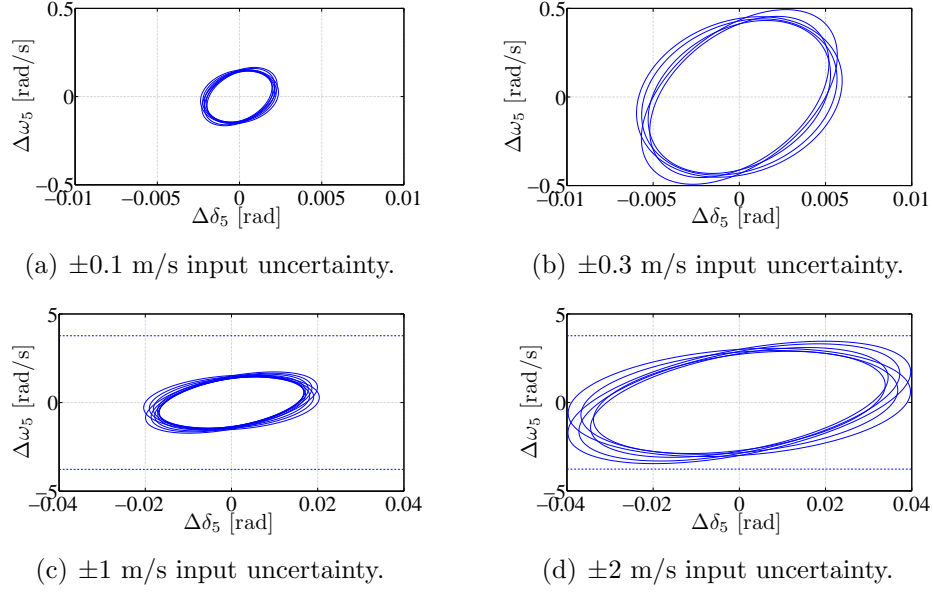 0.5
0
−0.5
Δω₅ [rad/s]
−0.01 −0.005 0 0.005 0.01
Δδ₅ [rad]
(a) ±0.1 m/s input uncertainty.
0.5
0
−0.5
Δω₅ [rad/s]
−0.01 −0.005 0 0.005 0.01
Δδ₅ [rad]
(b) ±0.3 m/s input uncertainty.
5
0
−5
Δω₅ [rad/s]
−0.04 −0.02 0 0.02 0.04
Δδ₅ [rad]
(c) ±1 m/s input uncertainty.
5
0
−5
Δω₅ [rad/s]
−0.04 −0.02 0 0.02 0.04
Δδ₅ [rad]
(d) ±2 m/s input uncertainty.